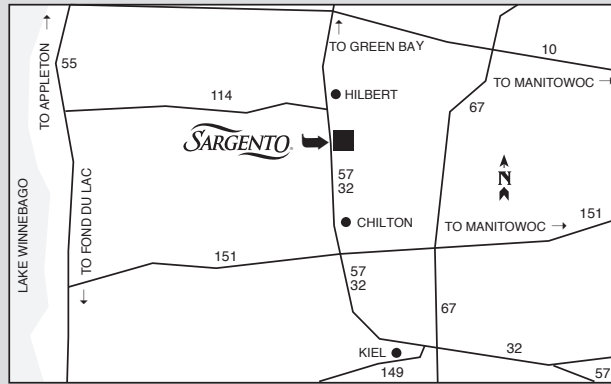 TO APPLETON →
55
TO GREEN BAY
10
TO MANITOWOC →
HILBERT
114
67
SARGENTO®
57
32
N
LAKE WINNEBAGO
TO FOND DU LAC
←
CHILTON
151
TO MANITOWOC →
151
57
32
67
KIEL
32
149
57